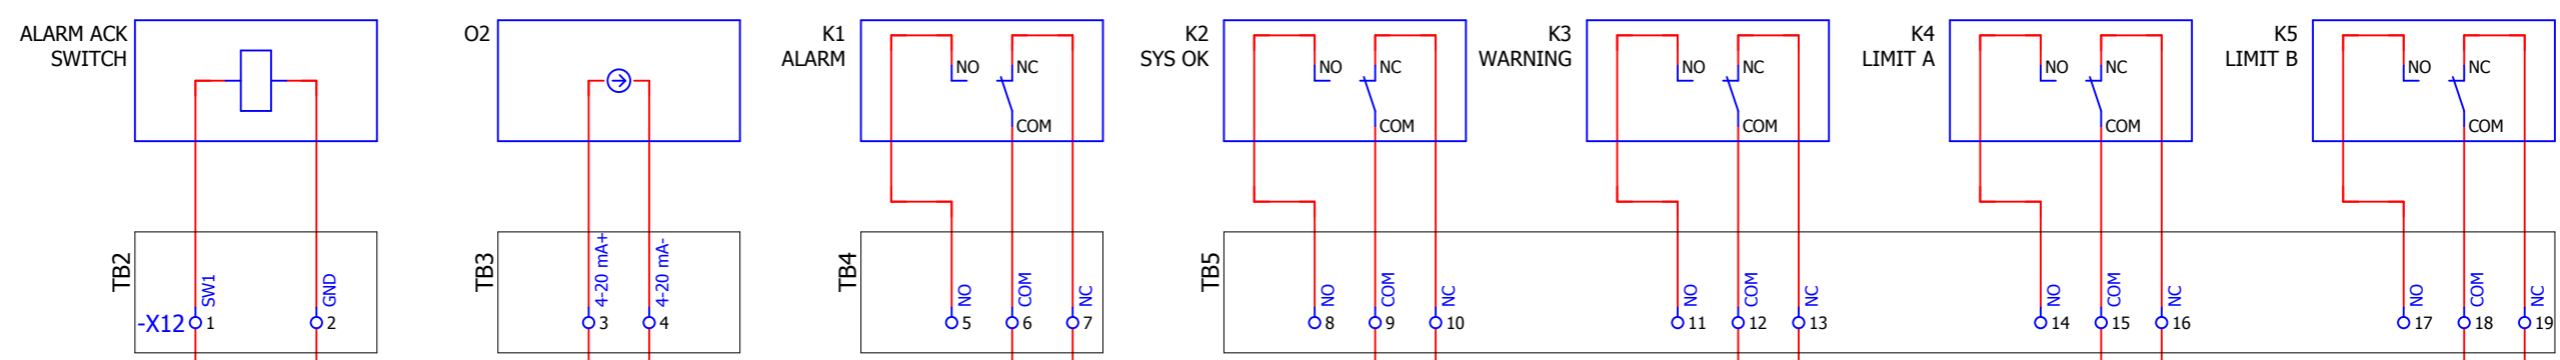 ALARM ACK
SWITCH
O2
K1
ALARM
NO
NC
COM
K2
SYS OK
NO
NC
COM
K3
WARNING
NO
NC
COM
K4
LIMIT A
NO
NC
COM
K5
LIMIT B
NO
NC
COM
TB2
-X12
SW1
1
GND
2
TB3
4-20 mA+
3
4-20 mA-
4
TB4
NO
5
COM
6
NC
7
TB5
NO
8
COM
9
NC
10
NO
11
COM
12
NC
13
NO
14
COM
15
NC
16
NO
17
COM
18
NC
19